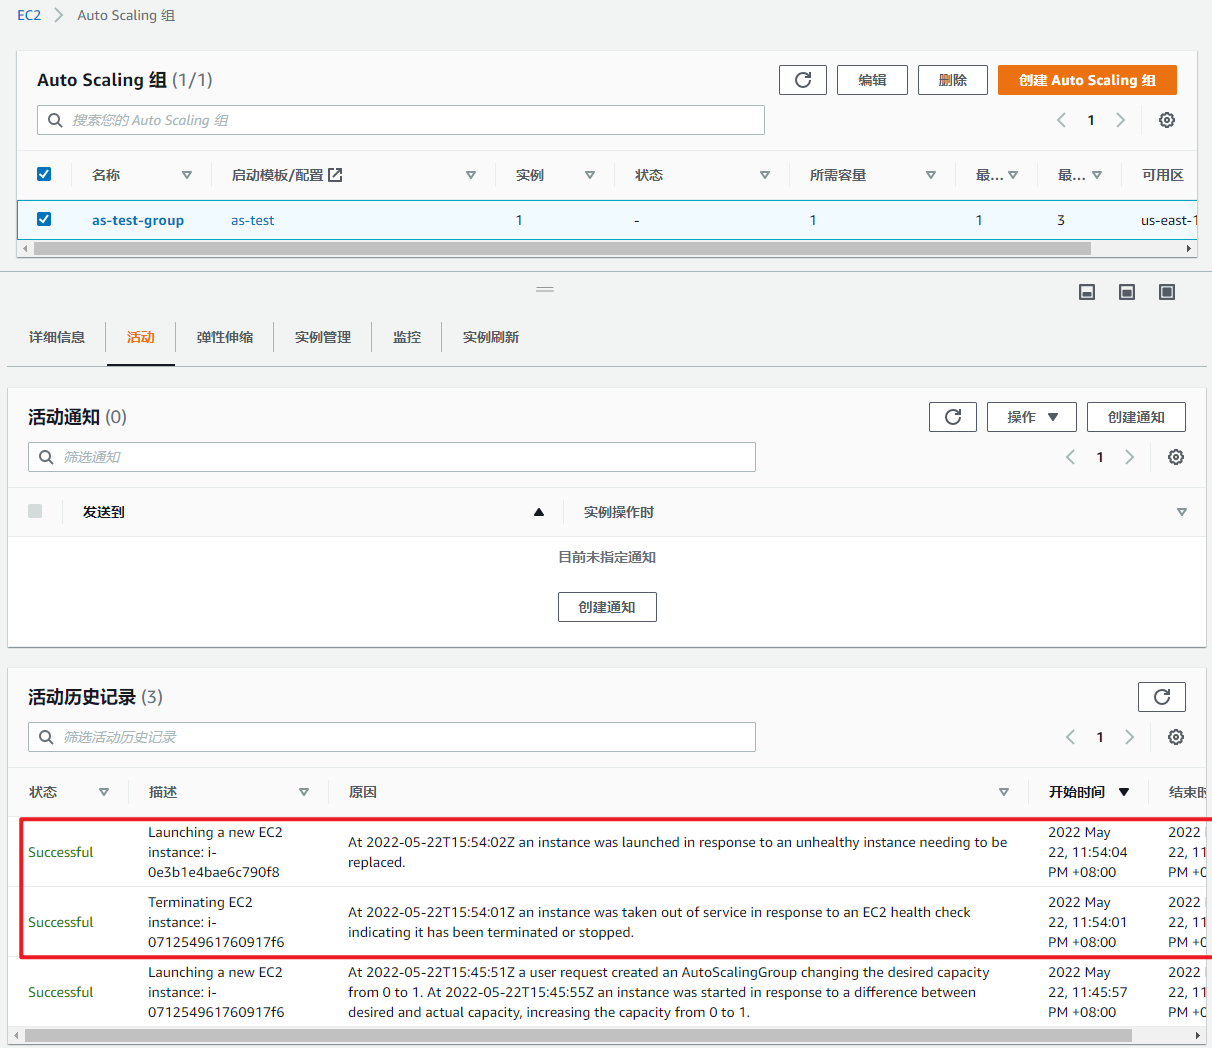 EC2 > Auto Scaling 组
Auto Scaling 组 (1/1)
编辑
删除
创建 Auto Scaling 组
搜索您的 Auto Scaling 组
1
名称 启动模板/配置 实例 状态 所需容量 最... 最... 可用区
as-test-group as-test 1 - 1 1 3 us-east-1
详细信息 活动 弹性伸缩 实例管理 监控 实例刷新
活动通知 (0)
操作
创建通知
筛选通知
1
发送到 实例操作时
目前未指定通知
创建通知
活动历史记录 (3)
筛选活动历史记录
1
状态 描述 原因 开始时间 结束时
Launching a new EC2
instance: i-
0e3b1e4bae6c790f8
Successful
At 2022-05-22T15:54:02Z an instance was launched in response to an unhealthy instance needing to be
replaced.
2022 May
22, 11:54:04
PM +08:00
2022
22, 11
PM +0
Terminating EC2
instance: i-
071254961760917f6
Successful
At 2022-05-22T15:54:01Z an instance was taken out of service in response to an EC2 health check
indicating it has been terminated or stopped.
2022 May
22, 11:54:01
PM +08:00
2022
22, 11
PM +0
Launching a new EC2
instance: i-
071254961760917f6
Successful
At 2022-05-22T15:45:51Z a user request created an AutoScalingGroup changing the desired capacity
from 0 to 1. At 2022-05-22T15:45:55Z an instance was started in response to a difference between
desired and actual capacity, increasing the capacity from 0 to 1.
2022 May
22, 11:45:57
PM +08:00
2022
22, 11
PM +0